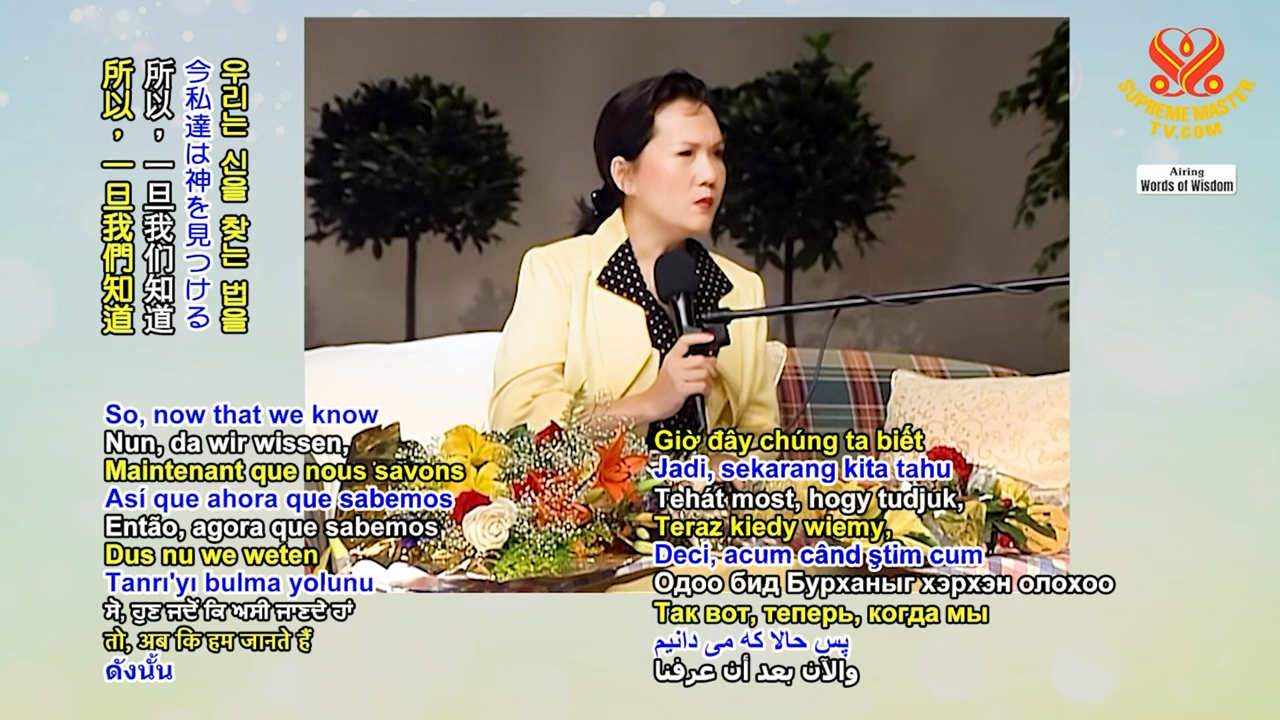 우리는 신을 찾는 법을
今私達は神を見つける
所以，一旦我们知道
所以，一旦我們知道
SUPREME MASTER
TV.COM
Airing
Words of Wisdom
So, now that we know
Nun, da wir wissen,
Maintenant que nous savons
Así que ahora que sabemos
Então, agora que sabemos
Dus nu we weten
Tanrı'yı bulma yolunu
ਸੋ, ਹੁਣ ਜਦੋਂ ਕਿ ਅਸੀ ਜਾਣਦੇ ਹਾਂ
तो, अब कि हम जानते हैं
ดังนั้น
Giờ đây chúng ta biết
Jadi, sekarang kita tahu
Tehát most, hogy tudjuk,
Teraz kiedy wiemy,
Deci, acum când ştim cum
Одоо бид Бурханыг хэрхэн олохоо
Так вот, теперь, когда мы
پس حالا که می دانیم
والآن بعد أن عرفنا